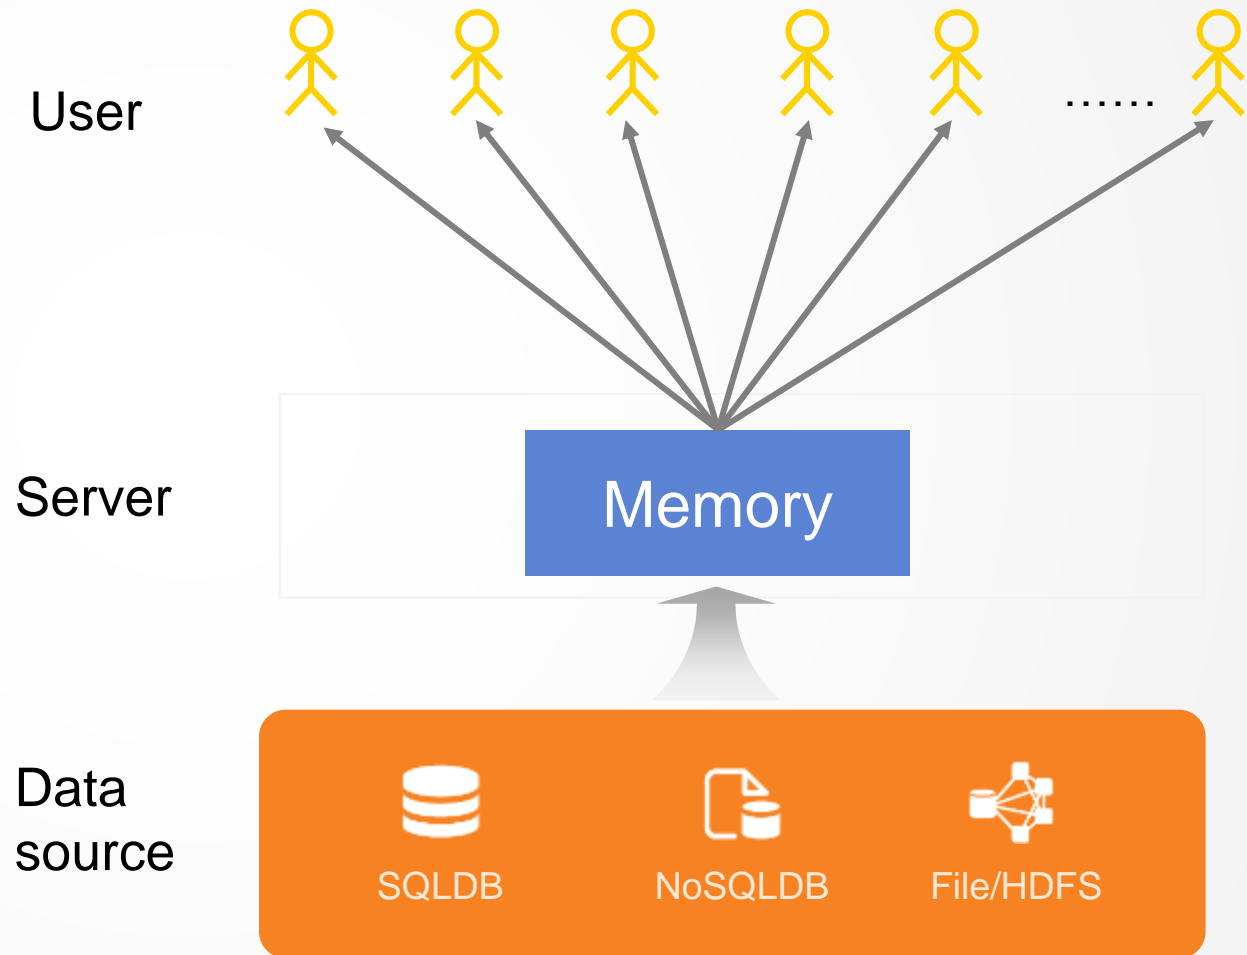 User
......
Server
Memory
Data
source
SQLDB
NoSQLDB
File/HDFS